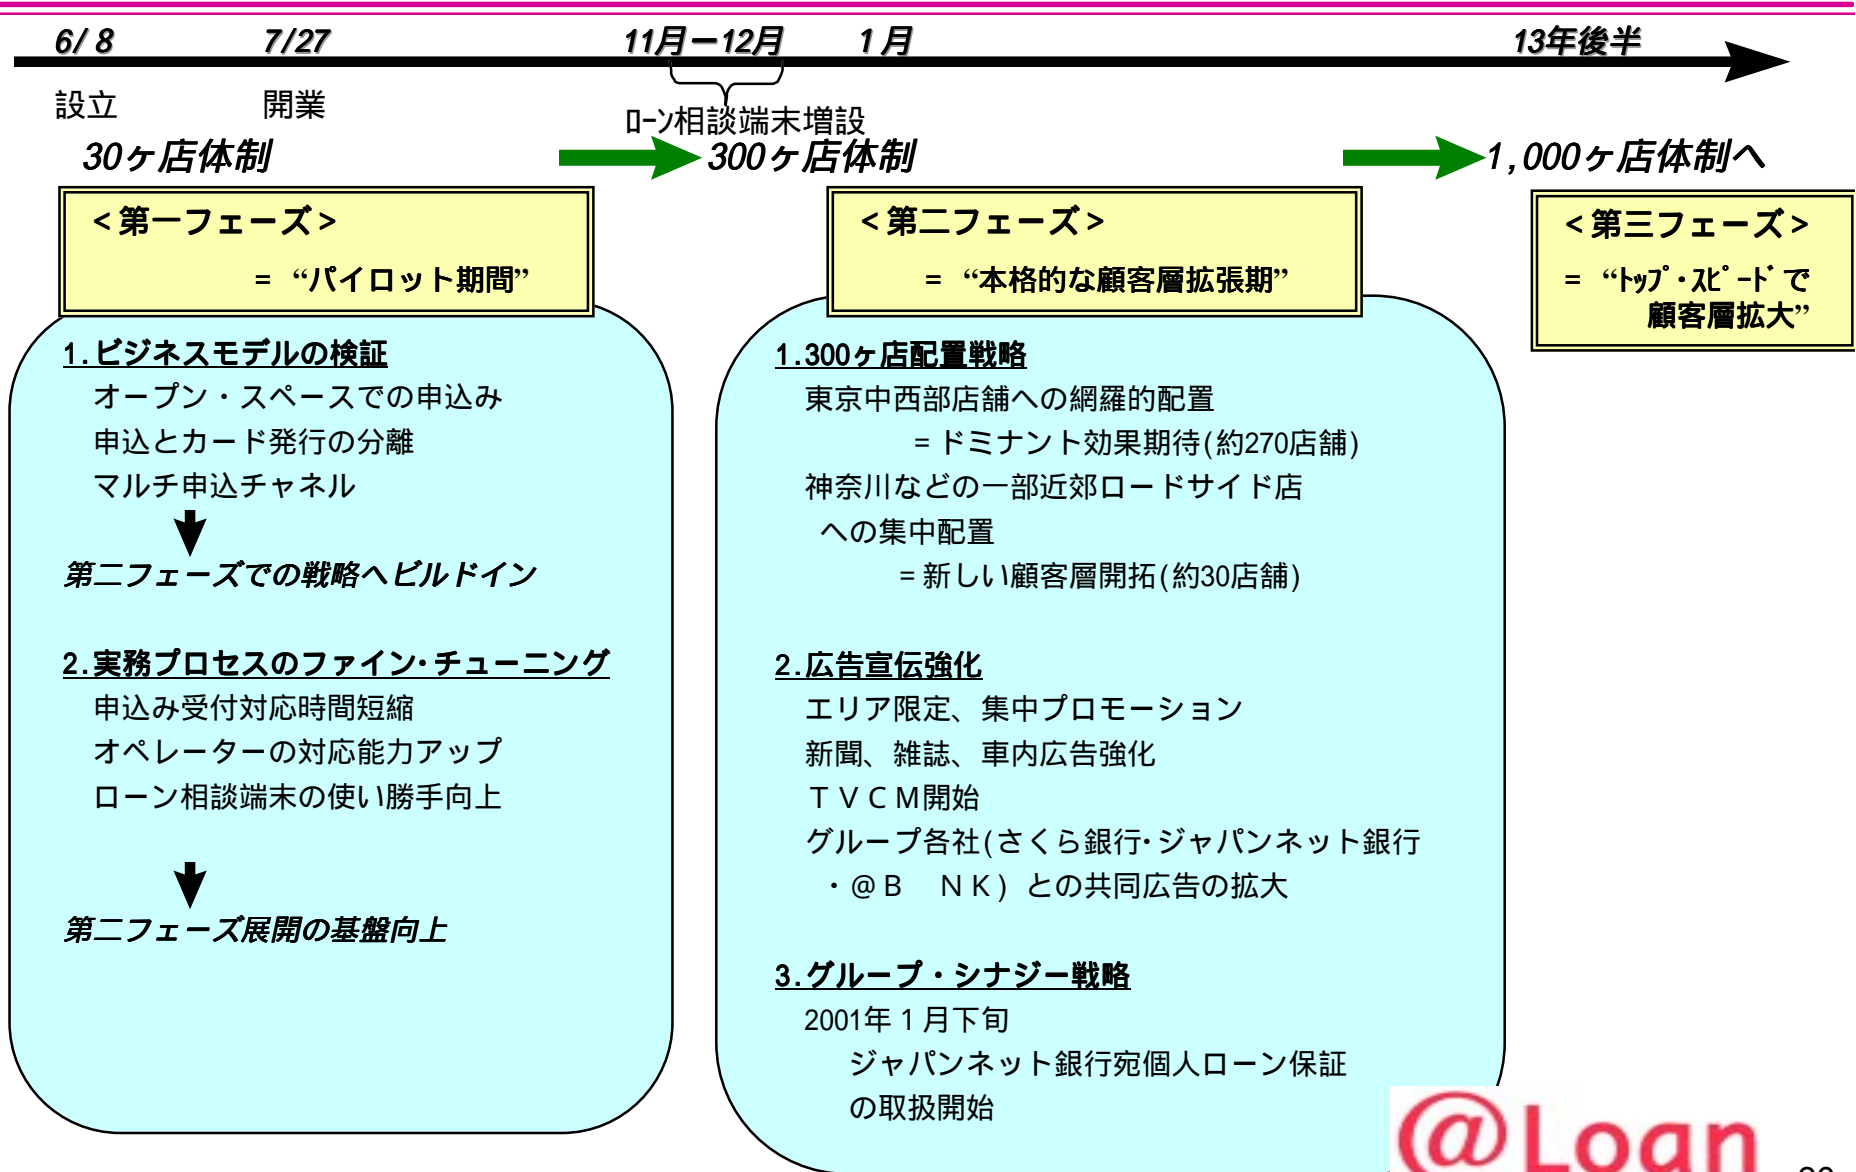 6/8 7/27 11月ー12月 1月 13年後半
設立 開業
ﾛｰﾝ相談端末増設
30ヶ店体制 300ヶ店体制 1,000ヶ店体制へ
<第一フェーズ>
= “パイロット期間”
1.ビジネスモデルの検証
オープン・スペースでの申込み
申込とカード発行の分離
マルチ申込チャネル
第二フェーズでの戦略へビルドイン
2.実務プロセスのファイン・チューニング
申込み受付対応時間短縮
オペレーターの対応能力アップ
ローン相談端末の使い勝手向上
第二フェーズ展開の基盤向上
<第二フェーズ>
= “本格的な顧客層拡張期”
1.300ヶ店配置戦略
東京中西部店舗への網羅的配置
=ドミナント効果期待(約270店舗)
神奈川などの一部近郊ロードサイド店
への集中配置
=新しい顧客層開拓(約30店舗)
2.広告宣伝強化
エリア限定、集中プロモーション
新聞、雑誌、車内広告強化
TVCM開始
グループ各社(さくら銀行・ジャパンネット銀行
・@B NK) との共同広告の拡大
3.グループ・シナジー戦略
2001年1月下旬
ジャパンネット銀行宛個人ローン保証
の取扱開始
<第三フェーズ>
= “ﾄｯﾌﾟ・ｽﾋﾟｰﾄﾞで
顧客層拡大”
@Loan